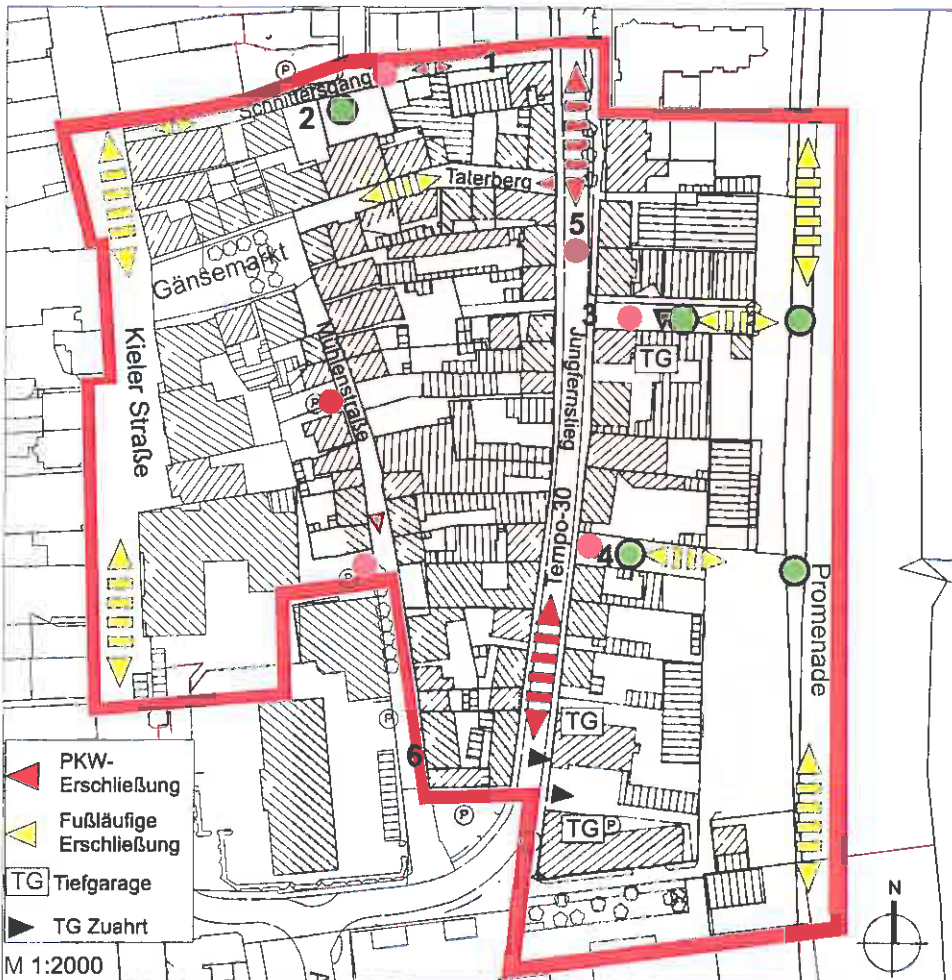 P
1
Schnittersgang
2
Taterberg
5
Gänsemarkt
3
TG
Kieler Straße
Mühlenstraße
P
Jungfernstieg
4
Tempo-30
Promenade
P
TG
P
6
P
TG P
N
PKW-
Erschließung
Fußläufige
Erschließung
TG Tiefgarage
TG Zuahrt
M 1:2000